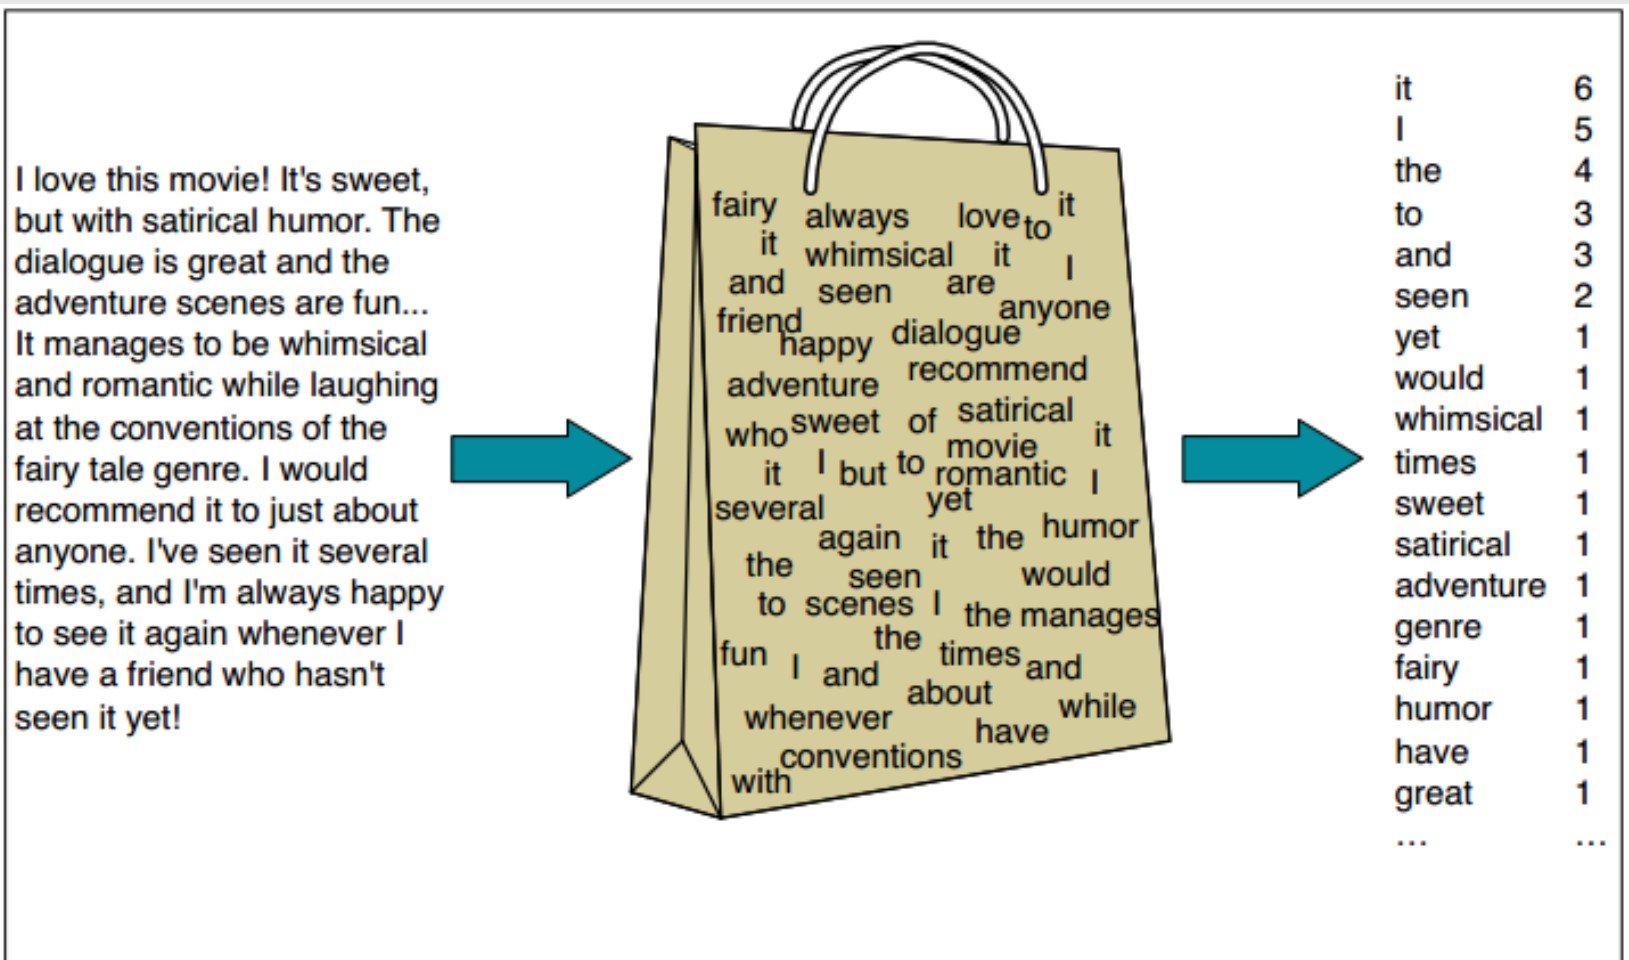 I love this movie! It's sweet,
but with satirical humor. The
dialogue is great and the
adventure scenes are fun...
It manages to be whimsical
and romantic while laughing
at the conventions of the
fairy tale genre. I would
recommend it to just about
anyone. I've seen it several
times, and I'm always happy
to see it again whenever I
have a friend who hasn't
seen it yet!
fairy always love to it
it whimsical it I
and seen are anyone
friend happy dialogue
adventure recommend
who sweet of satirical
it I but to movie it
romantic I
several yet
again it the humor
the seen would
to scenes I the manages
fun I and the times and
about while
whenever have
conventions
with
it 6
I 5
the 4
to 3
and 3
seen 2
yet 1
would 1
whimsical 1
times 1
sweet 1
satirical 1
adventure 1
genre 1
fairy 1
humor 1
have 1
great 1
... ...